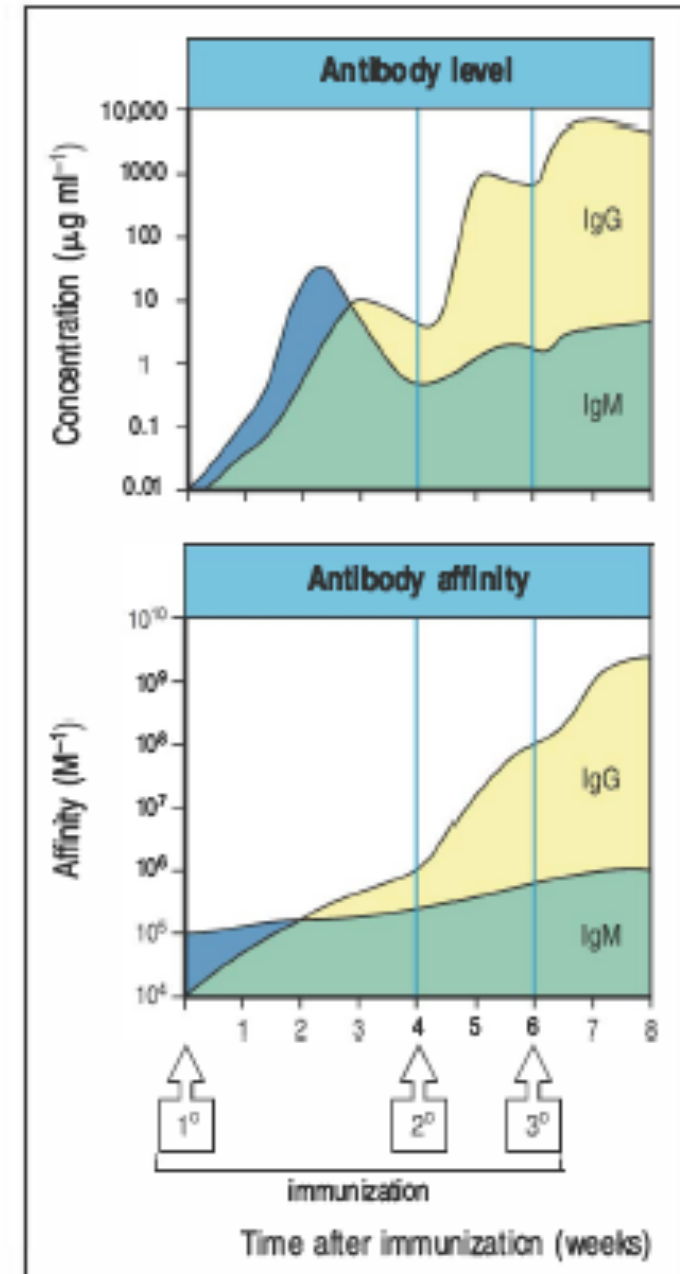 Antibody level
Concentration (µg ml⁻¹)
10,000
1000
100
10
1
0.1
0.01
IgG
IgM
Antibody affinity
Affinity (M⁻¹)
10¹⁰
10⁹
10⁸
10⁷
10⁶
10⁵
10⁴
IgG
IgM
1 2 3 4 5 6 7 8
1° 2° 3°
immunization
Time after immunization (weeks)